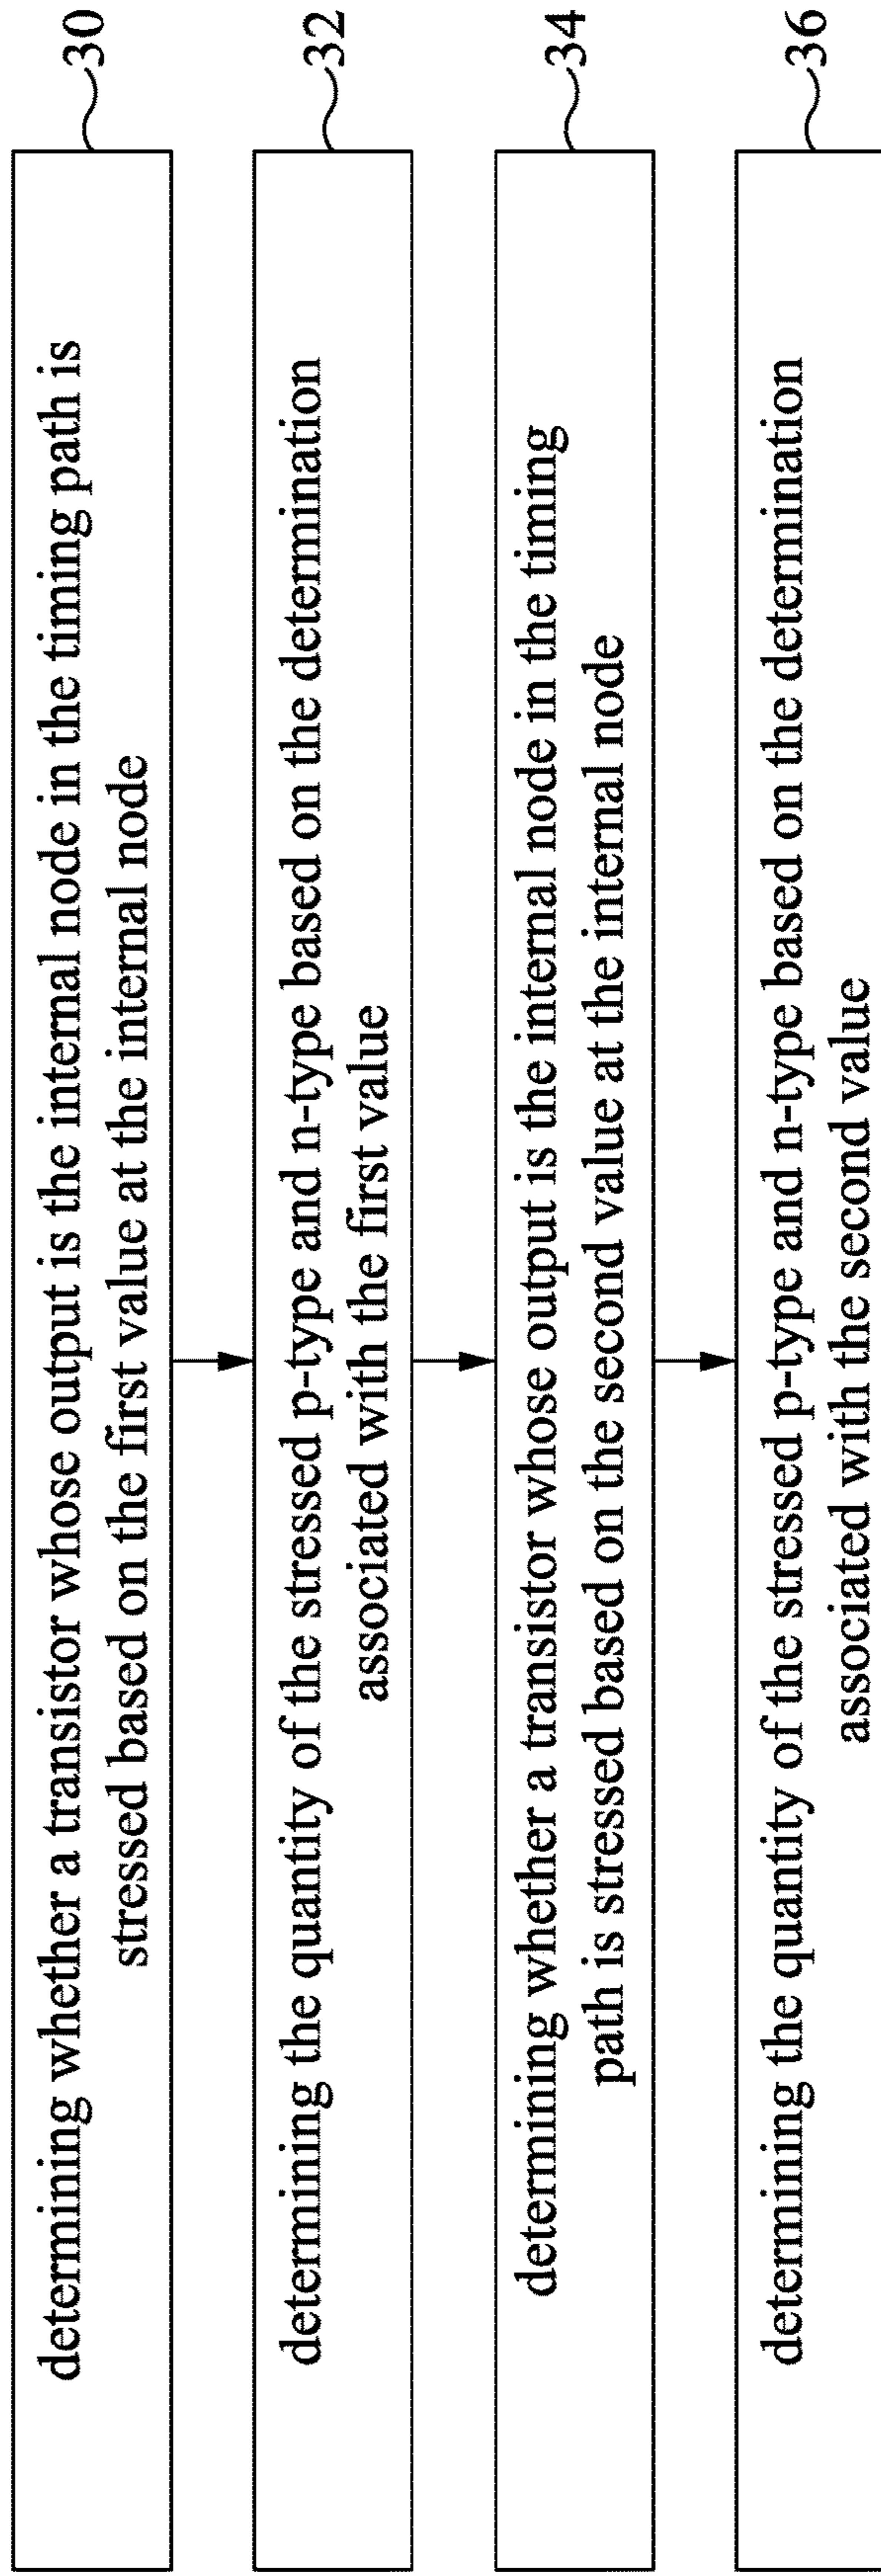 determining whether a transistor whose output is the internal node in the timing path is
stressed based on the first value at the internal node
30
determining the quantity of the stressed p-type and n-type based on the determination
associated with the first value
32
determining whether a transistor whose output is the internal node in the timing
path is stressed based on the second value at the internal node
34
determining the quantity of the stressed p-type and n-type based on the determination
associated with the second value
36